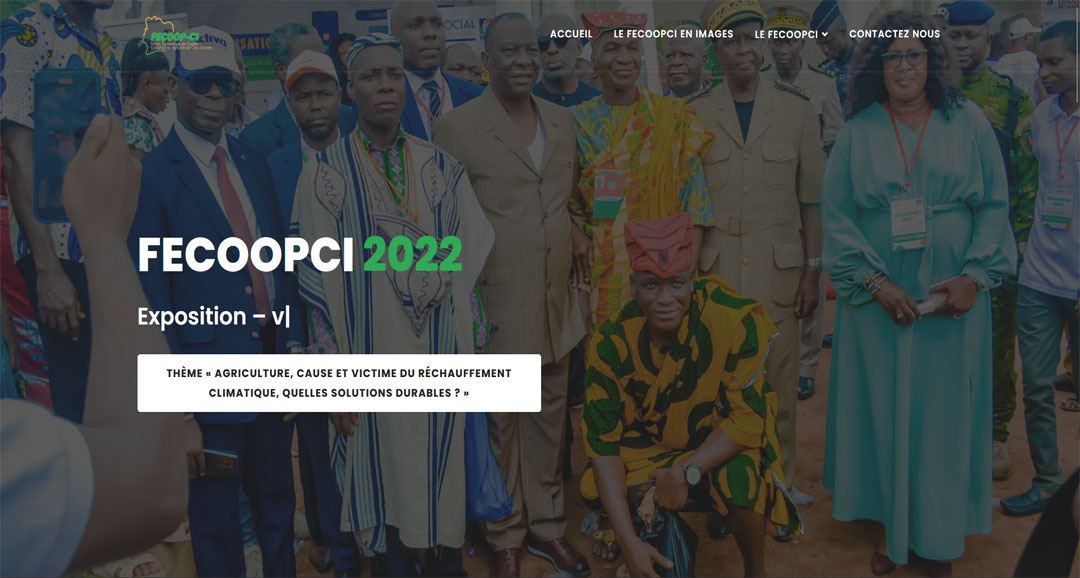 SOCIAL
FECOOP-CI
ACCUEIL
LE FECOOPCI EN IMAGES
LE FECOOPCI
CONTACTEZ NOUS
FECOOPCI 2022
Exposition – v|
THÈME « AGRICULTURE, CAUSE ET VICTIME DU RÉCHAUFFEMENT
CLIMATIQUE, QUELLES SOLUTIONS DURABLES ? »